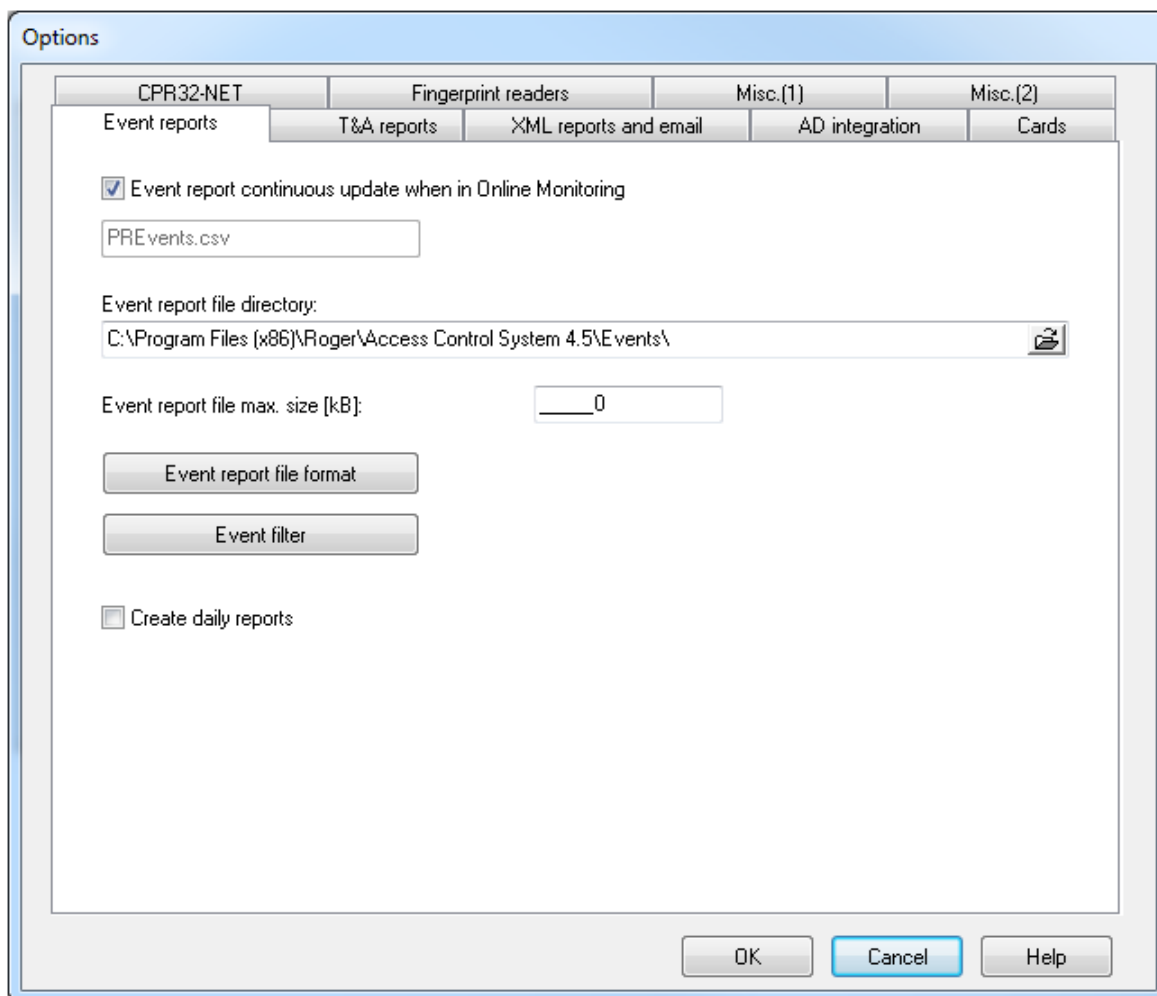 Options
CPR32-NET Fingerprint readers Misc.(1) Misc.(2)
Event reports T&A reports XML reports and email AD integration Cards
Event report continuous update when in Online Monitoring
PREvents.csv
Event report file directory:
C:\Program Files (x86)\Roger\Access Control System 4.5\Events\
Event report file max. size [kB]: _____0
Event report file format
Event filter
Create daily reports
OK Cancel Help